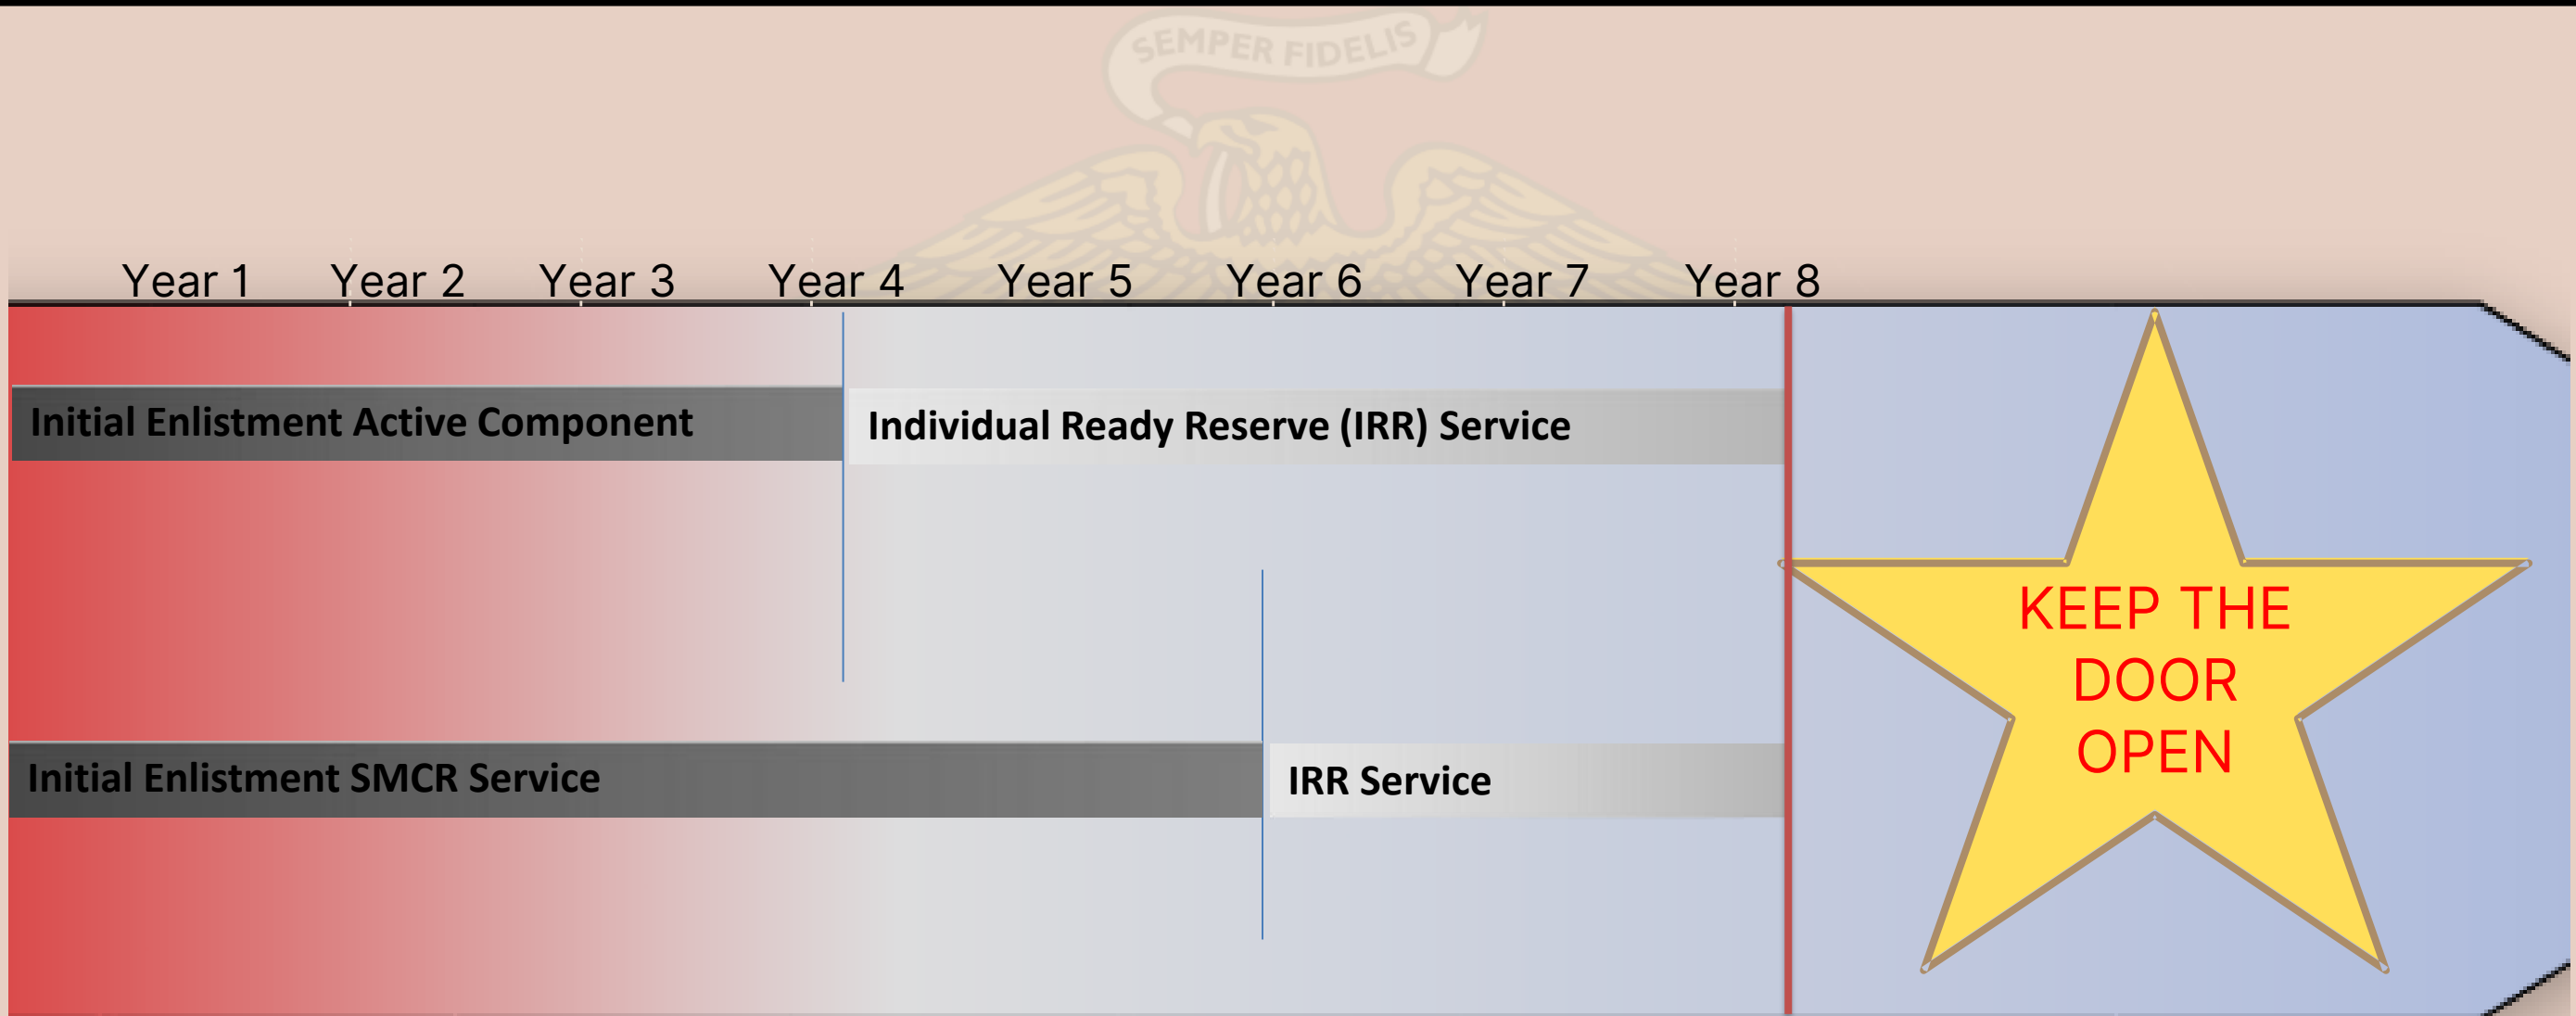 SEMPER FIDELIS
Year 1 Year 2 Year 3 Year 4 Year 5 Year 6 Year 7 Year 8
Initial Enlistment Active Component
Individual Ready Reserve (IRR) Service
KEEP THE
DOOR
OPEN
Initial Enlistment SMCR Service
IRR Service